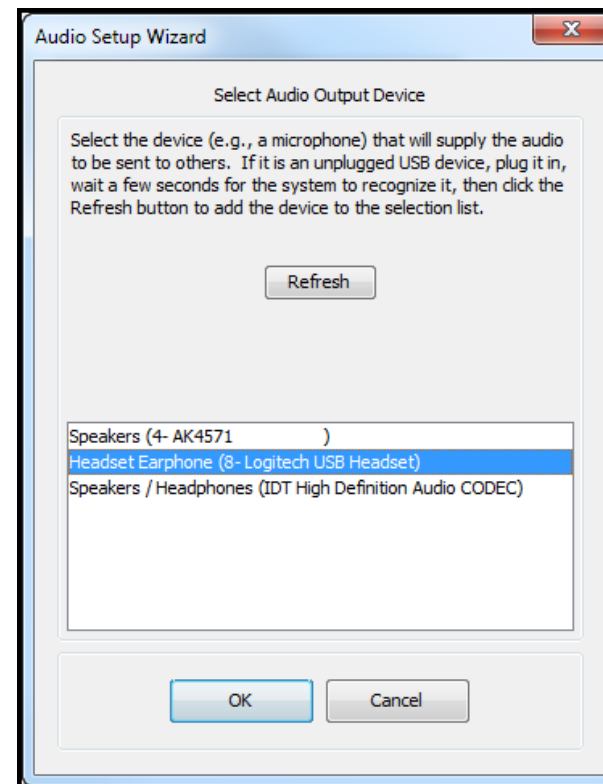 Audio Setup Wizard
Select Audio Output Device
Select the device (e.g., a microphone) that will supply the audio
to be sent to others.  If it is an unplugged USB device, plug it in,
wait a few seconds for the system to recognize it, then click the
Refresh button to add the device to the selection list.
Refresh
Speakers (4- AK4571                )
Headset Earphone (8- Logitech USB Headset)
Speakers / Headphones (IDT High Definition Audio CODEC)
OK
Cancel